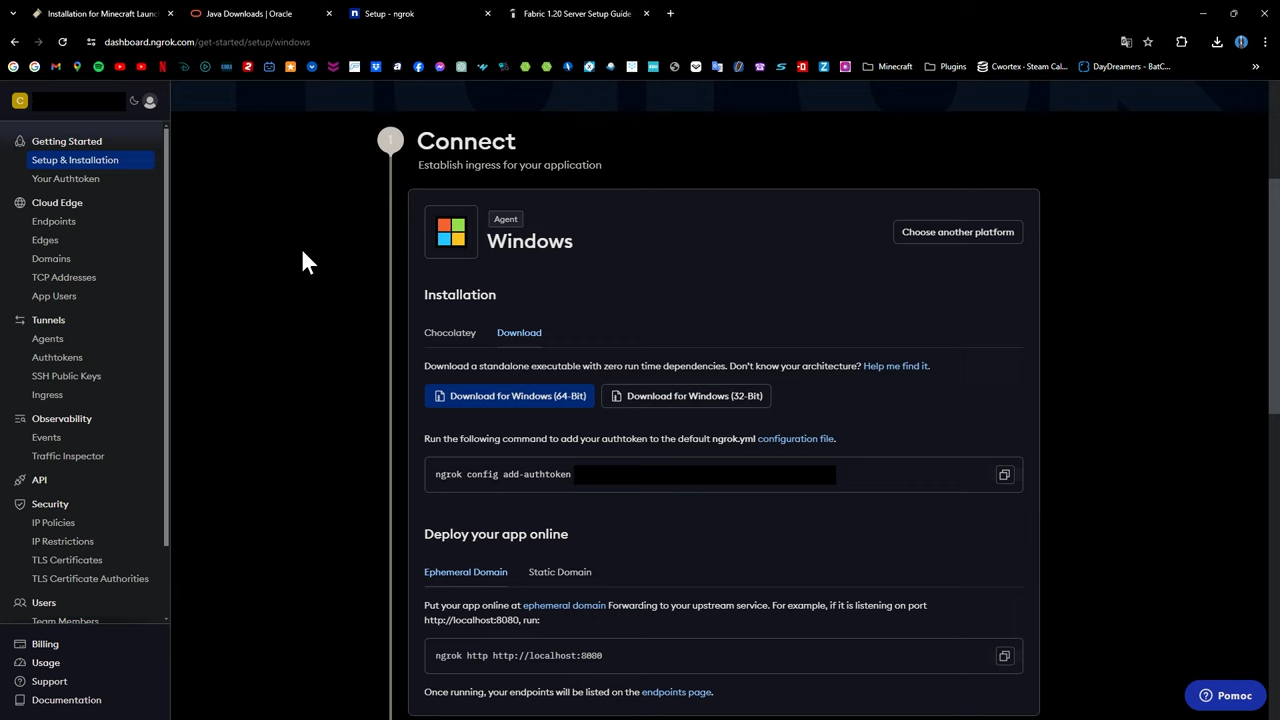 Installation for Minecraft Launc
Java Downloads | Oracle
Setup - ngrok
Fabric 1.20 Server Setup Guide
dashboard.ngrok.com/get-started/setup/windows
Minecraft
Plugins
Cwortex - Steam Cal...
DayDreamers - BatC...
C
Getting Started
Setup & Installation
Your Authtoken
Cloud Edge
Endpoints
Edges
Domains
TCP Addresses
App Users
Tunnels
Agents
Authtokens
SSH Public Keys
Ingress
Observability
Events
Traffic Inspector
API
Security
IP Policies
IP Restrictions
TLS Certificates
TLS Certificate Authorities
Users
Team Members
Billing
Usage
Support
Documentation
1
Connect
Establish ingress for your application
Agent
Windows
Choose another platform
Installation
Chocolatey
Download
Download a standalone executable with zero run time dependencies. Don't know your architecture? Help me find it.
Download for Windows (64-Bit)
Download for Windows (32-Bit)
Run the following command to add your authtoken to the default ngrok.yml configuration file.
ngrok config add-authtoken
Deploy your app online
Ephemeral Domain
Static Domain
Put your app online at ephemeral domain Forwarding to your upstream service. For example, if it is listening on port
http://localhost:8080, run:
ngrok http http://localhost:8080
Once running, your endpoints will be listed on the endpoints page.
Pomoc